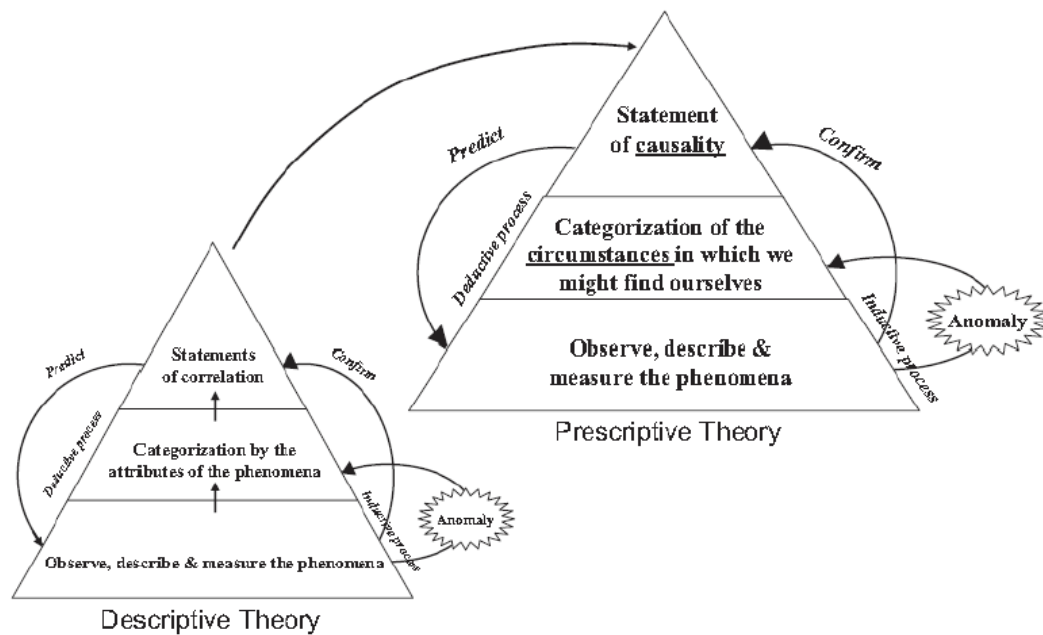 Statement
of causality
Predict
Confirm
Deductive process
Categorization of the
circumstances in which we
might find ourselves
Inductive process
Anomaly
Observe, describe &
measure the phenomena
Prescriptive Theory
Statements
of correlation
Predict
Confirm
Deductive process
Categorization by the
attributes of the phenomena
Inductive process
Anomaly
Observe, describe & measure the phenomena
Descriptive Theory